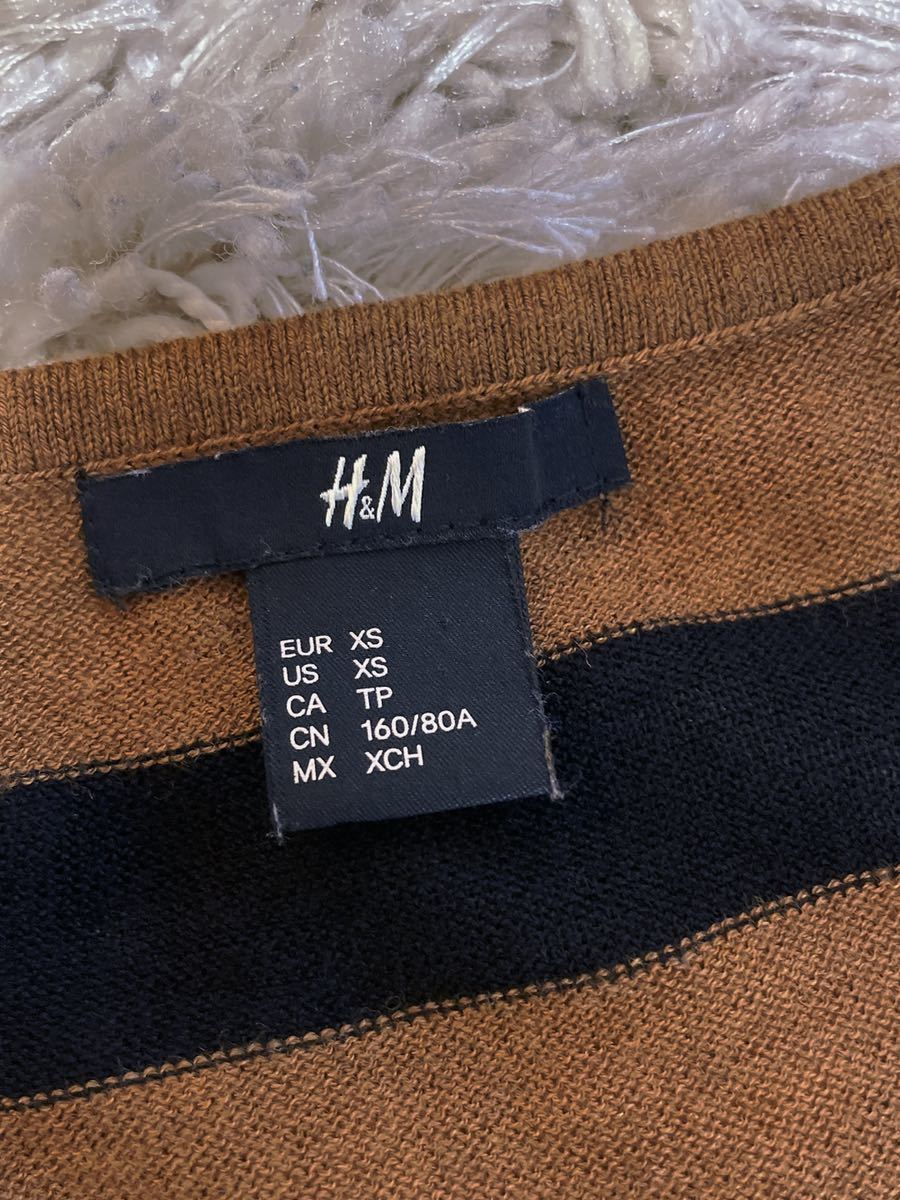 H&M
EUR XS
US XS
CA TP
CN 160/80A
MX XCH